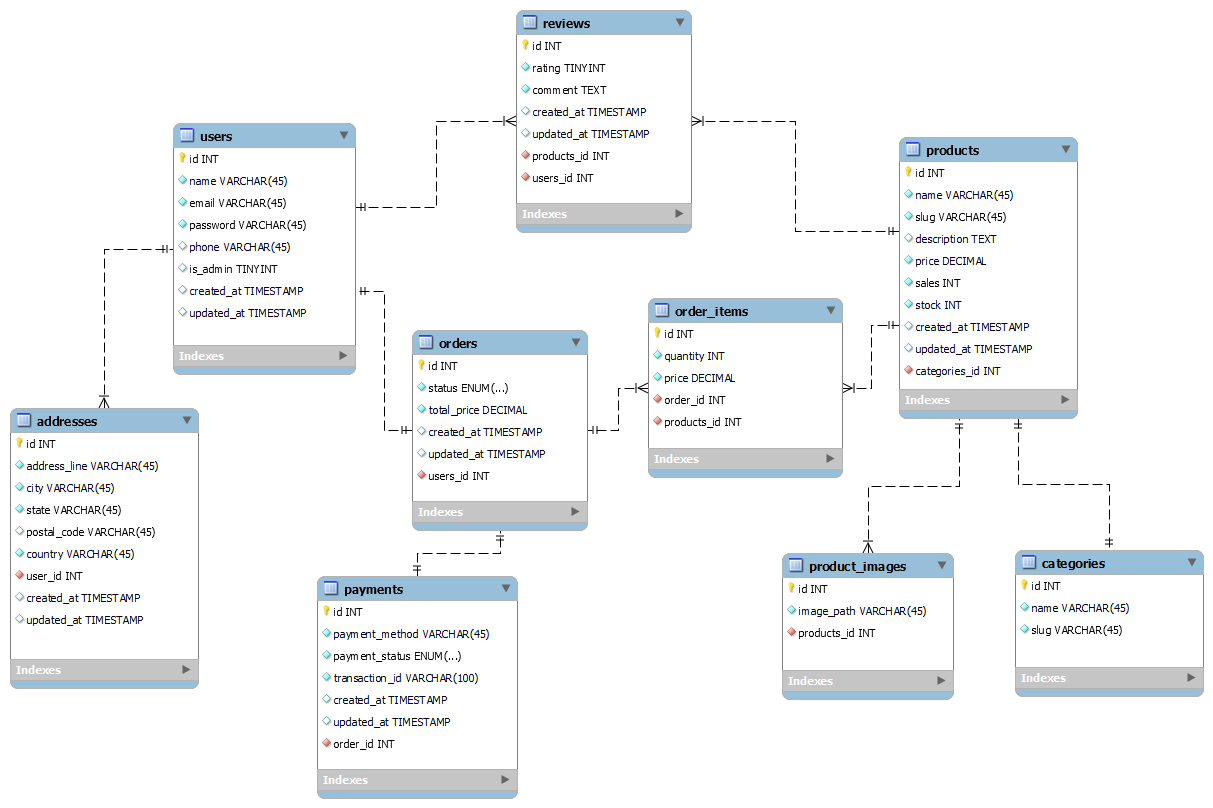 reviews
id INT
rating TINYINT
comment TEXT
created_at TIMESTAMP
updated_at TIMESTAMP
products_id INT
users_id INT
Indexes
users
id INT
name VARCHAR(45)
email VARCHAR(45)
password VARCHAR(45)
phone VARCHAR(45)
is_admin TINYINT
created_at TIMESTAMP
updated_at TIMESTAMP
Indexes
products
id INT
name VARCHAR(45)
slug VARCHAR(45)
description TEXT
price DECIMAL
sales INT
stock INT
created_at TIMESTAMP
updated_at TIMESTAMP
categories_id INT
Indexes
order_items
id INT
quantity INT
price DECIMAL
order_id INT
products_id INT
Indexes
orders
id INT
status ENUM(...)
total_price DECIMAL
created_at TIMESTAMP
updated_at TIMESTAMP
users_id INT
Indexes
addresses
id INT
address_line VARCHAR(45)
city VARCHAR(45)
state VARCHAR(45)
postal_code VARCHAR(45)
country VARCHAR(45)
user_id INT
created_at TIMESTAMP
updated_at TIMESTAMP
Indexes
payments
id INT
payment_method VARCHAR(45)
payment_status ENUM(...)
transaction_id VARCHAR(100)
created_at TIMESTAMP
updated_at TIMESTAMP
order_id INT
Indexes
product_images
id INT
image_path VARCHAR(45)
products_id INT
Indexes
categories
id INT
name VARCHAR(45)
slug VARCHAR(45)
Indexes